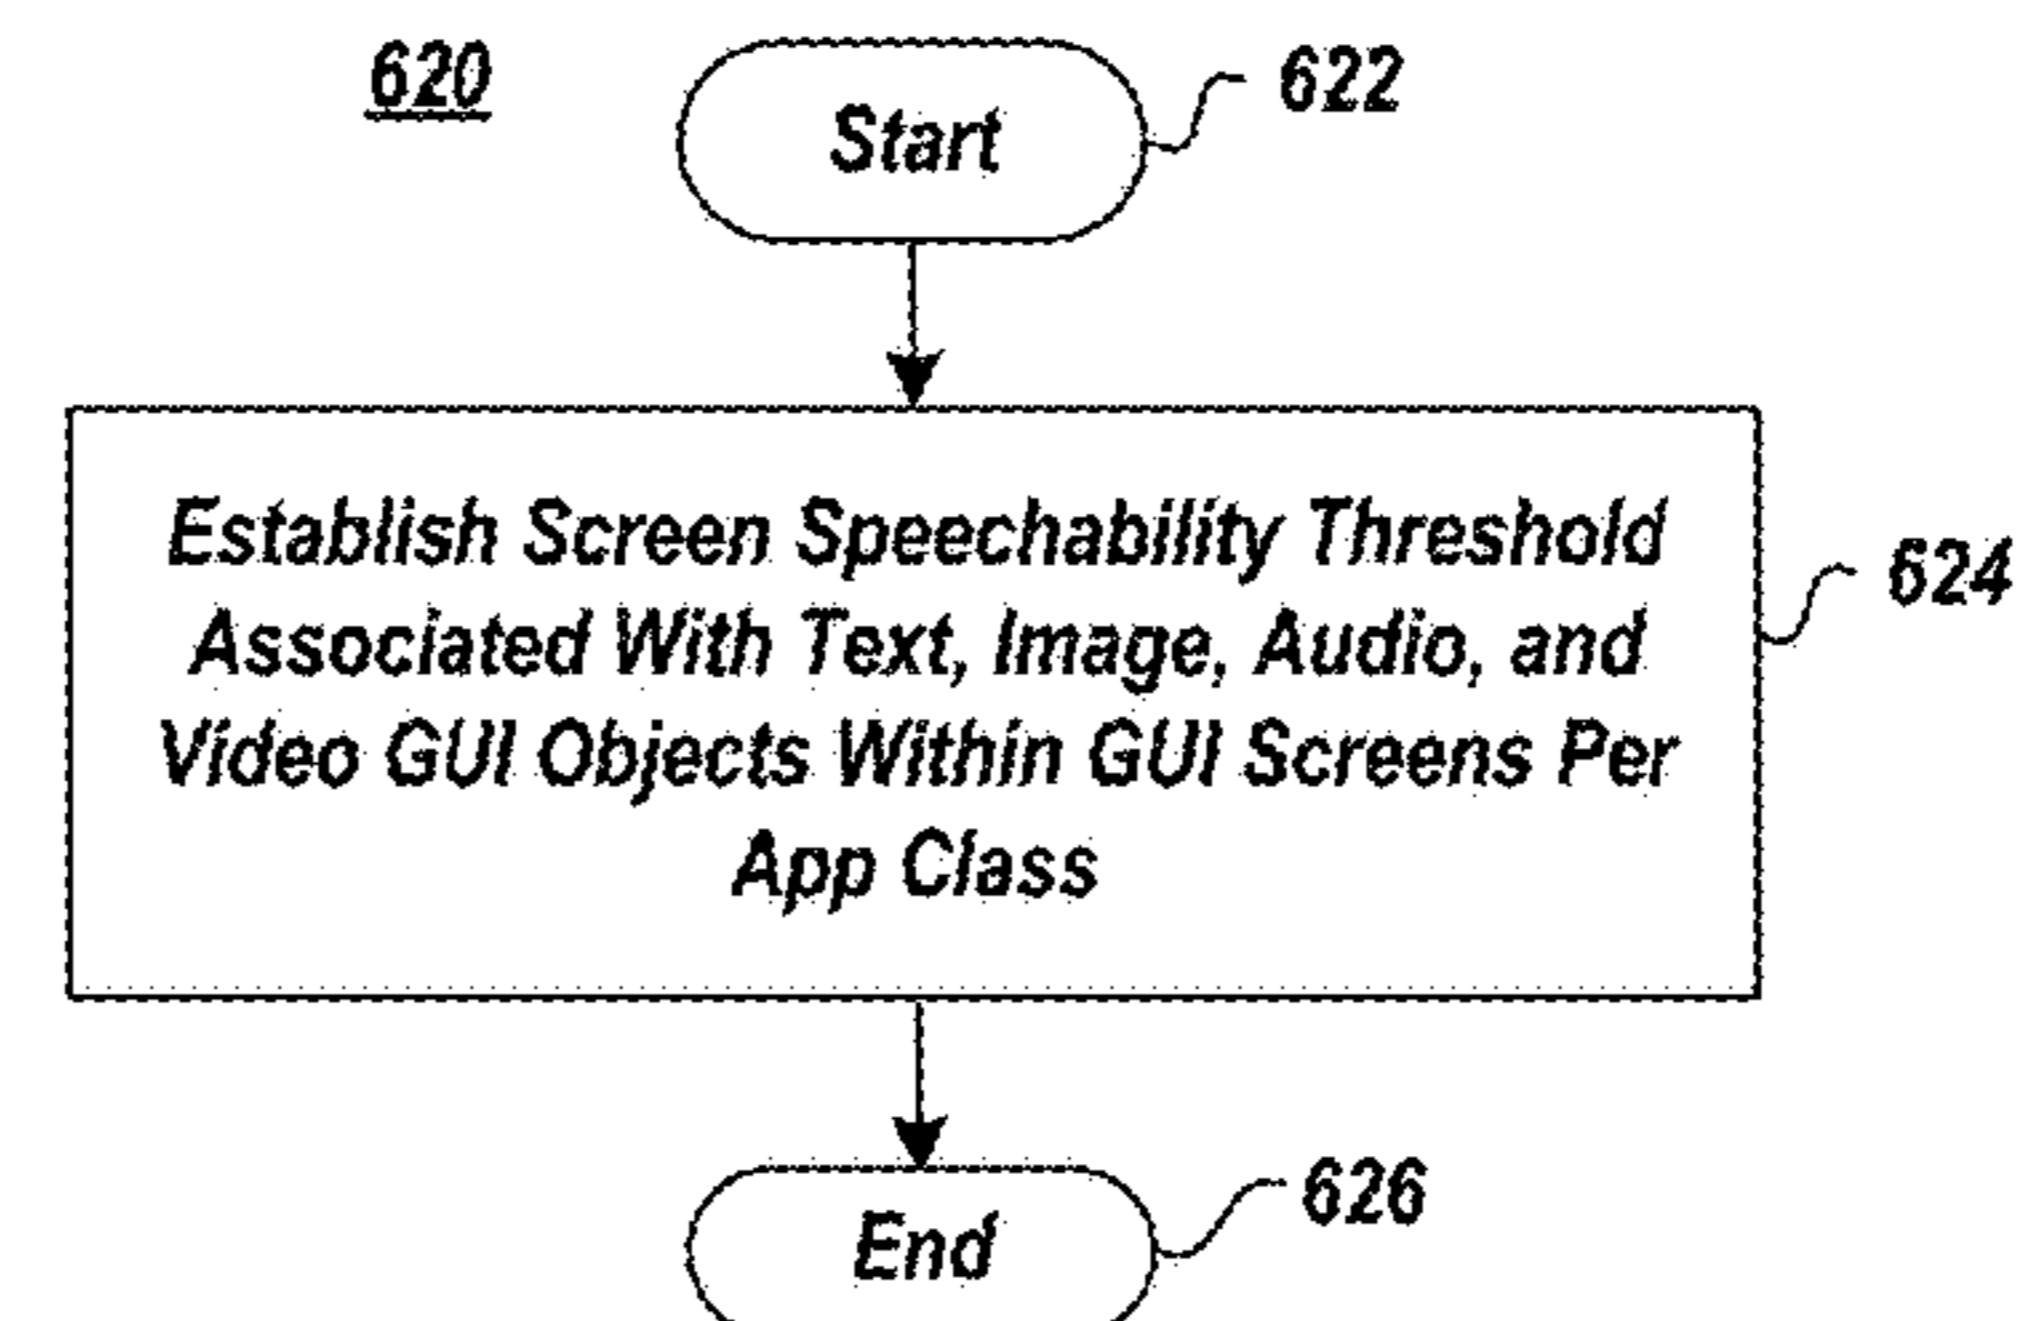 620
Start
622
Establish Screen Speechability Threshold
Associated With Text, Image, Audio, and
Video GUI Objects Within GUI Screens Per
App Class
624
End
626